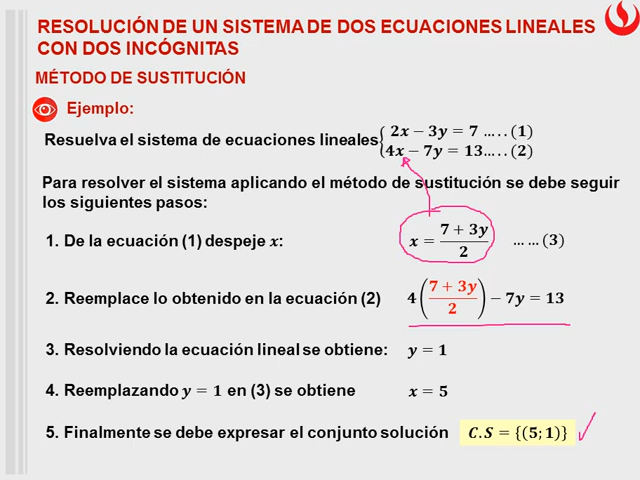 RESOLUCIÓN DE UN SISTEMA DE DOS ECUACIONES LINEALES
CON DOS INCÓGNITAS
MÉTODO DE SUSTITUCIÓN
Ejemplo:
Resuelva el sistema de ecuaciones lineales { 2x − 3y = 7 ..... (1)
4x − 7y = 13..... (2)
Para resolver el sistema aplicando el método de sustitución se debe seguir
los siguientes pasos:
1. De la ecuación (1) despeje x: x = (7 + 3y)/2 ...... (3)
2. Reemplace lo obtenido en la ecuación (2) 4((7 + 3y)/2) − 7y = 13
3. Resolviendo la ecuación lineal se obtiene: y = 1
4. Reemplazando y = 1 en (3) se obtiene x = 5
5. Finalmente se debe expresar el conjunto solución C.S = {(5; 1)}